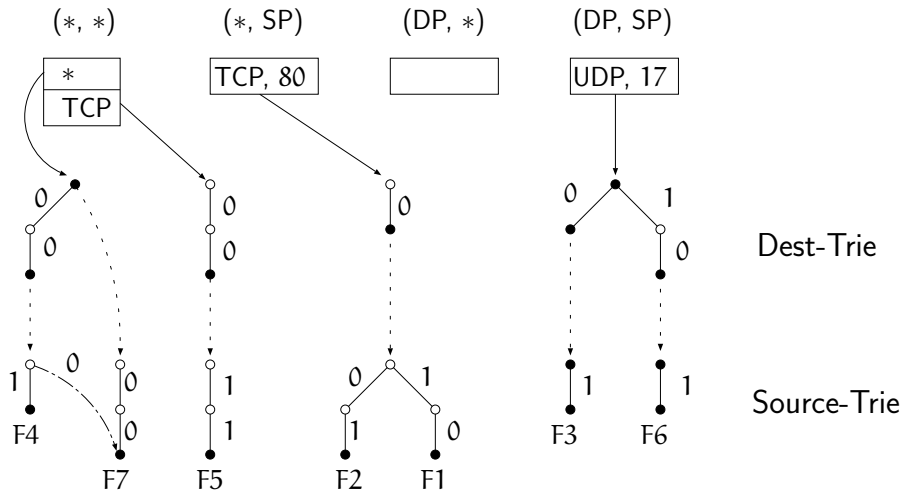 (∗, ∗) (∗, SP) (DP, ∗) (DP, SP)
∗ TCP, 80 UDP, 17
TCP
0 0 0 1
0 0 0 0
Dest-Trie
0
1 0 1 0 1 1 1
0 1 1 0
Source-Trie
F4 F3 F6
F7 F5 F2 F1